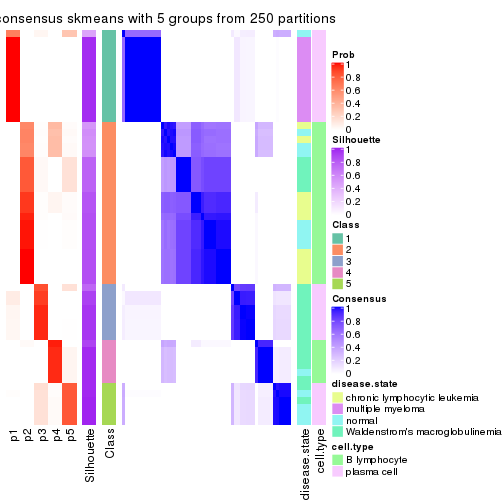 consensus skmeans with 5 groups from 250 partitions
Prob
1
0.8
0.6
0.4
0.2
0
Silhouette
1
0.8
0.6
0.4
0.2
0
Class
1
2
3
4
5
Consensus
1
0.8
0.6
0.4
0.2
0
disease.state
chronic lymphocytic leukemia
multiple myeloma
normal
Waldenstrom's macroglobulinemia
cell.type
B lymphocyte
plasma cell
p1
p2
p3
p4
p5
Silhouette
Class
disease.state
cell.type